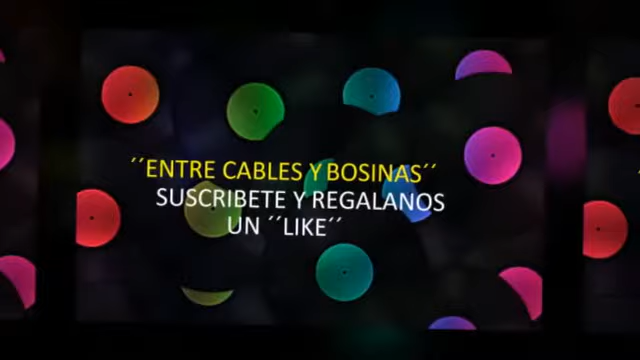 ´´ENTRE CABLES Y BOSINAS´´
SUSCRIBETE Y REGALANOS
UN ´´LIKE´´